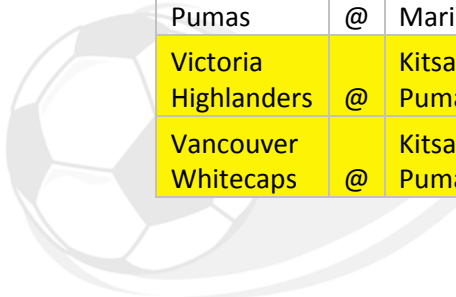 Pumas @ Mari
Victoria Kitsa
Highlanders @ Puma
Vancouver Kitsa
Whitecaps @ Puma